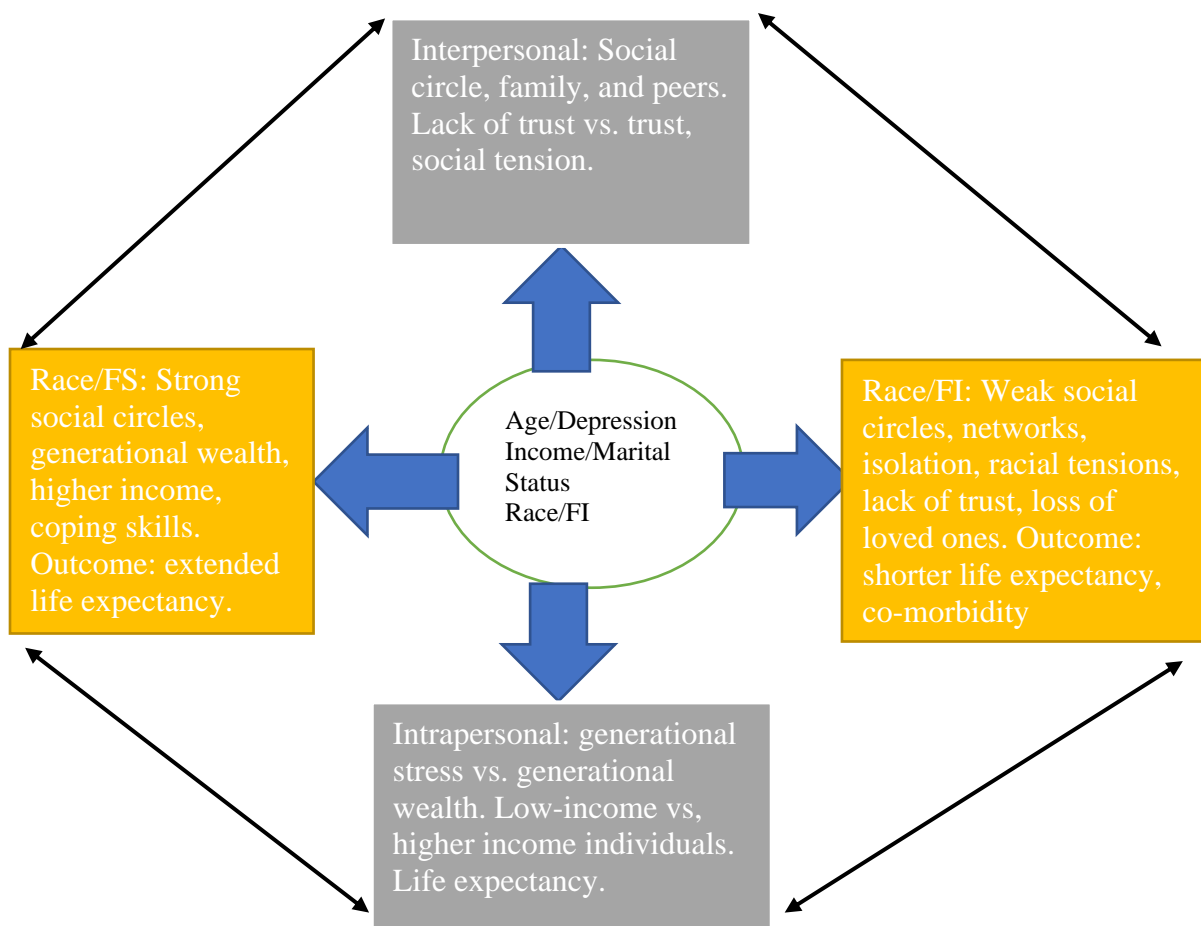 Interpersonal: Social
circle, family, and peers.
Lack of trust vs. trust,
social tension.
Race/FS: Strong
social circles,
generational wealth,
higher income,
coping skills.
Outcome: extended
life expectancy.
Age/Depression
Income/Marital
Status
Race/FI
Race/FI: Weak social
circles, networks,
isolation, racial tensions,
lack of trust, loss of
loved ones. Outcome:
shorter life expectancy,
co-morbidity
Intrapersonal: generational
stress vs. generational
wealth. Low-income vs,
higher income individuals.
Life expectancy.